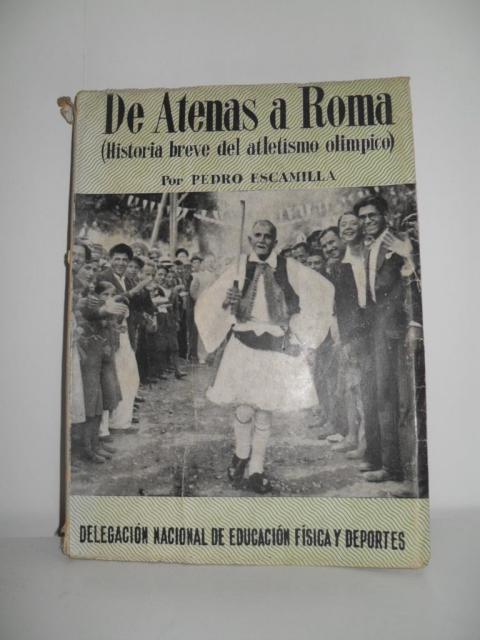 De Atenas a Roma
(Historia breve del atletismo olímpico)
Por PEDRO ESCAMILLA
DELEGACIÓN NACIONAL DE EDUCACIÓN FÍSICA Y DEPORTES